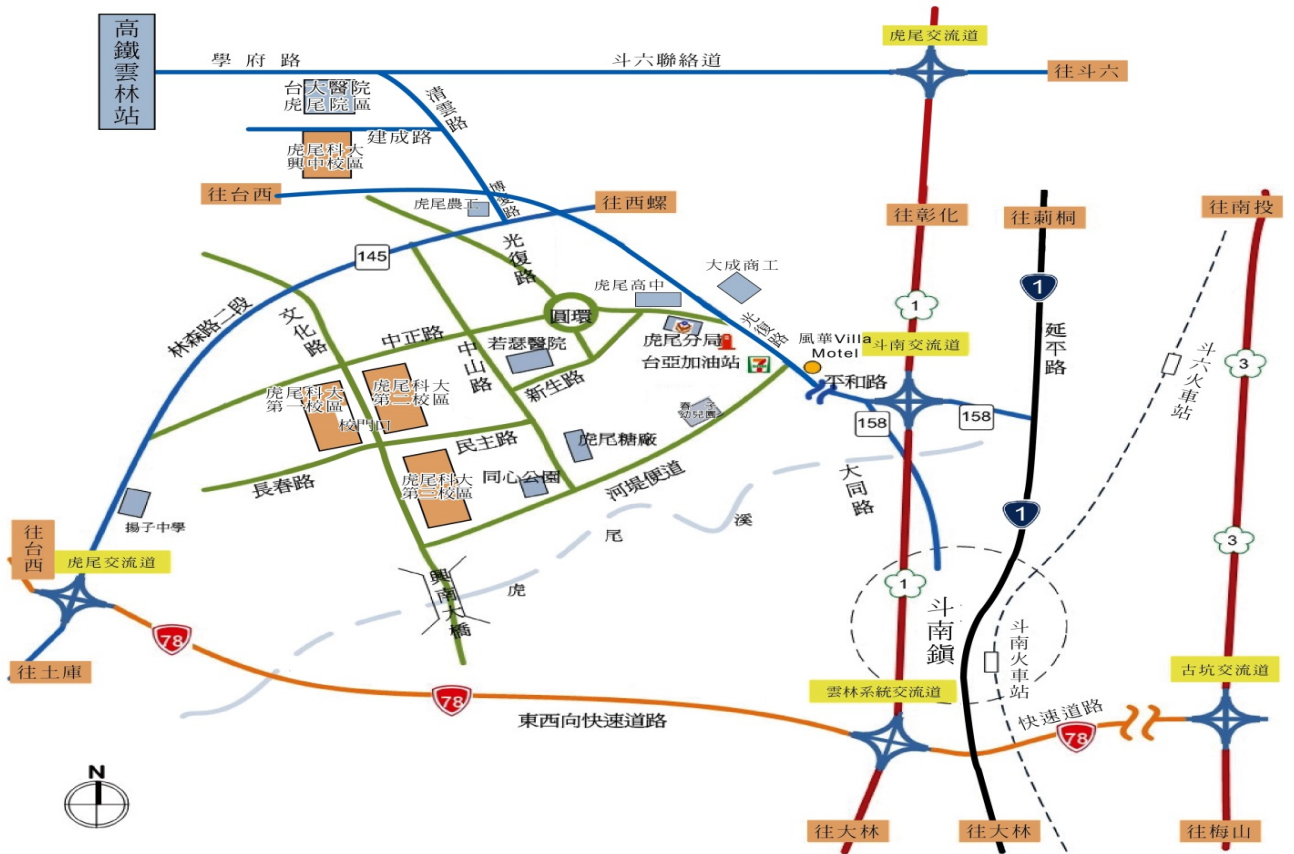 高鐵雲林站
學府路
斗六聯絡道
虎尾交流道
往斗六
台大醫院
虎尾院區
清雲路
建成路
虎尾科大
興中校區
往台西
虎尾農工
博愛路
往西螺
往彰化
往莿桐
往南投
145
光復路
大成商工
虎尾高中
1
1
林森路二段
文化路
中正路
圓環
中山路
若瑟醫院
虎尾分局
台亞加油站
7
光復路
風華Villa
Motel
斗南交流道
延平路
斗六火車站
3
平和路
新生路
虎尾科大
第一校區
校門口
虎尾科大
第二校區
幼兒園
158
158
民主路
虎尾糖廠
長春路
虎尾科大
第三校區
同心公園
河堤便道
大同路
揚子中學
虎尾溪
1
3
往台西
虎尾交流道
興南大橋
1
斗南鎮
斗南火車站
78
往土庫
78
東西向快速道路
雲林系統交流道
快速道路
78
古坑交流道
N
往大林
往大林
往梅山